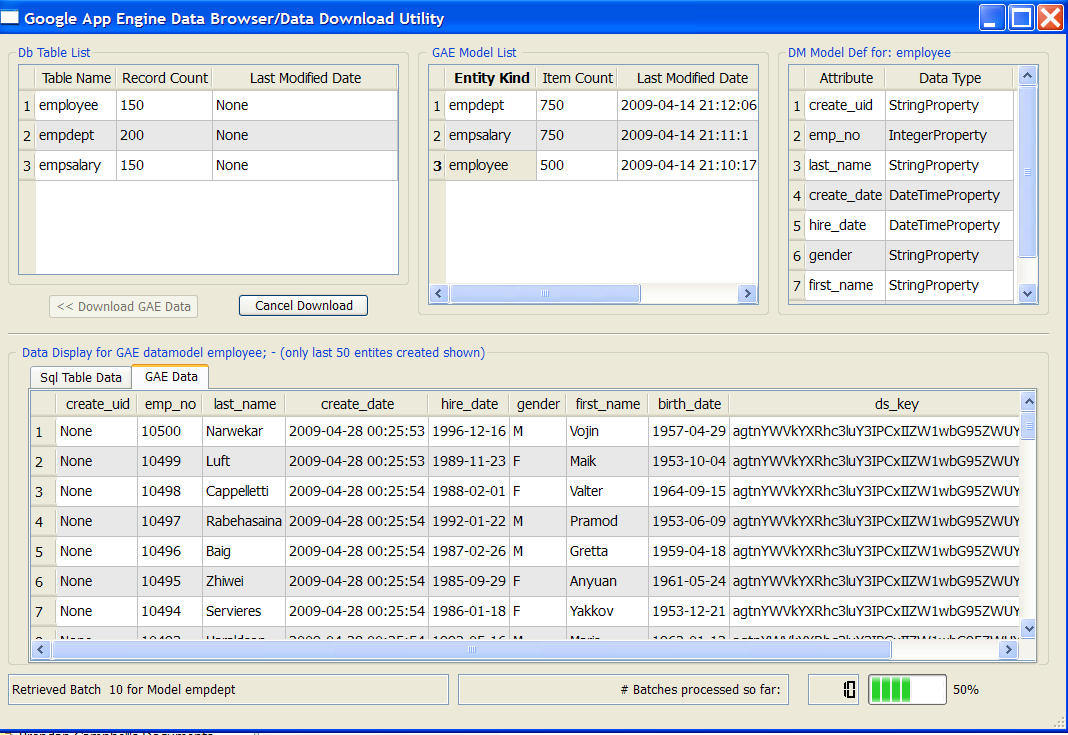 Google App Engine Data Browser/Data Download Utility
Db Table List
Table Name Record Count Last Modified Date
1 employee 150 None
2 empdept 200 None
3 empsalary 150 None
<< Download GAE Data Cancel Download
GAE Model List
Entity Kind Item Count Last Modified Date
1 empdept 750 2009-04-14 21:12:06
2 empsalary 750 2009-04-14 21:11:1
3 employee 500 2009-04-14 21:10:17
DM Model Def for: employee
Attribute Data Type
1 create_uid StringProperty
2 emp_no IntegerProperty
3 last_name StringProperty
4 create_date DateTimeProperty
5 hire_date DateTimeProperty
6 gender StringProperty
7 first_name StringProperty
Data Display for GAE datamodel employee; - (only last 50 entites created shown)
Sql Table Data GAE Data
create_uid emp_no last_name create_date hire_date gender first_name birth_date ds_key
1 None 10500 Narwekar 2009-04-28 00:25:53 1996-12-16 M Vojin 1957-04-29 agtnYWVkYXRhc3luY3IPCxIIZW1wbG95ZWUY
2 None 10499 Luft 2009-04-28 00:25:53 1989-11-23 F Maik 1953-10-04 agtnYWVkYXRhc3luY3IPCxIIZW1wbG95ZWUY
3 None 10498 Cappelletti 2009-04-28 00:25:54 1988-02-01 F Valter 1964-09-15 agtnYWVkYXRhc3luY3IPCxIIZW1wbG95ZWUY
4 None 10497 Rabehasaina 2009-04-28 00:25:54 1992-01-22 M Pramod 1953-06-09 agtnYWVkYXRhc3luY3IPCxIIZW1wbG95ZWUY
5 None 10496 Baig 2009-04-28 00:25:54 1987-02-26 M Gretta 1959-04-18 agtnYWVkYXRhc3luY3IPCxIIZW1wbG95ZWUY
6 None 10495 Zhiwei 2009-04-28 00:25:54 1985-09-29 F Anyuan 1961-05-24 agtnYWVkYXRhc3luY3IPCxIIZW1wbG95ZWUY
7 None 10494 Servieres 2009-04-28 00:25:54 1986-01-18 F Yakkov 1953-12-21 agtnYWVkYXRhc3luY3IPCxIIZW1wbG95ZWUY
Retrieved Batch 10 for Model empdept # Batches processed so far: 10 50%